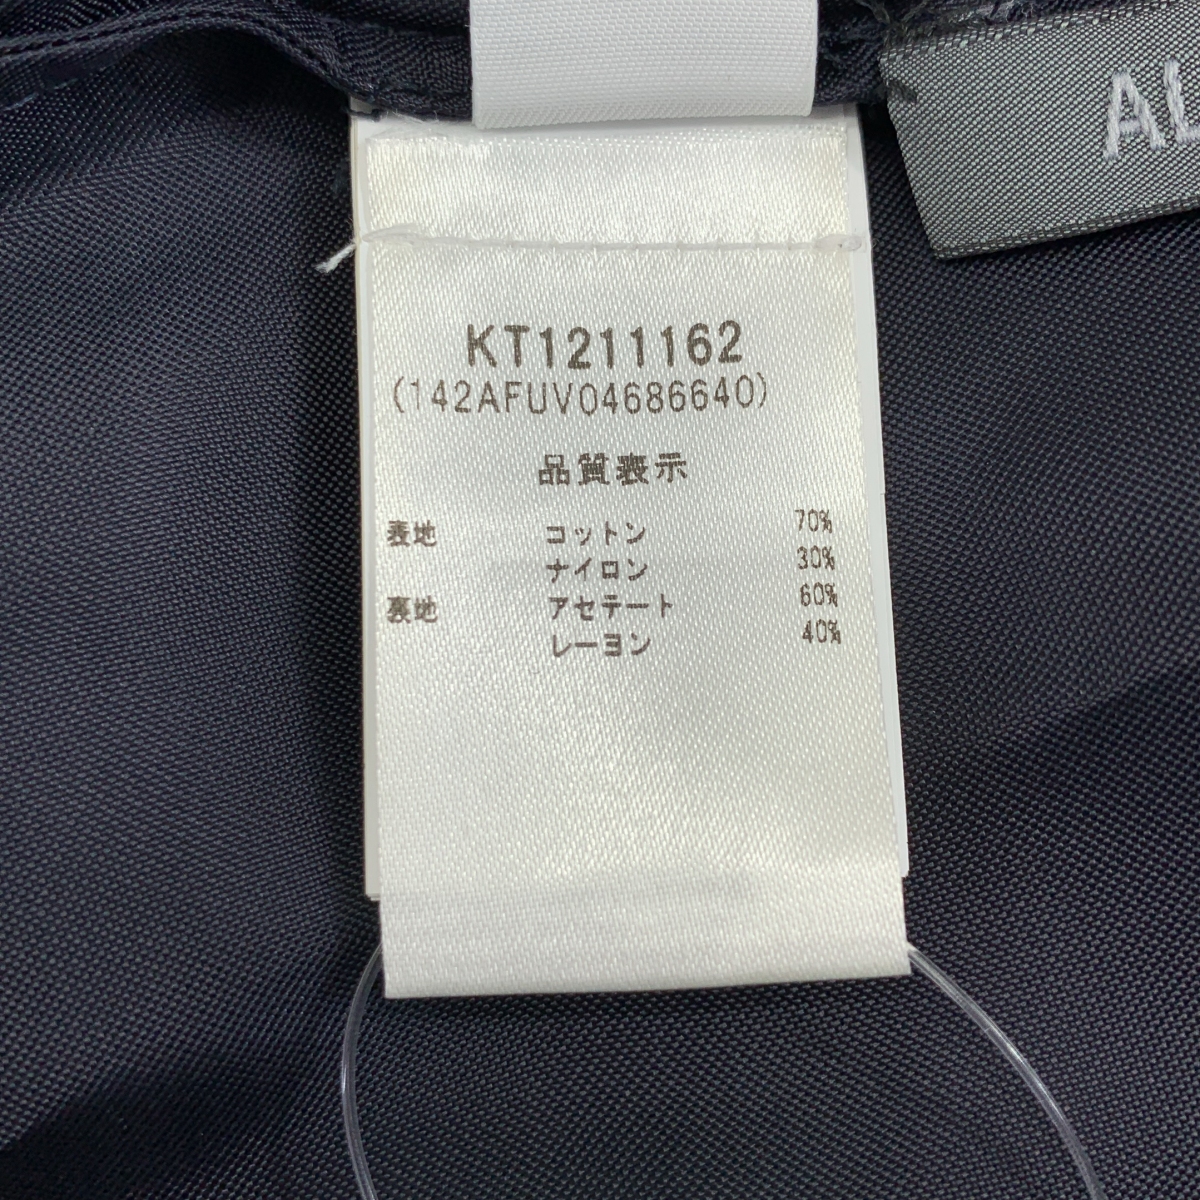 KT1211162
(142AFUV04686640)
品質表示
表地 コットン 70%
ナイロン 30%
裏地 アセテート 60%
レーヨン 40%